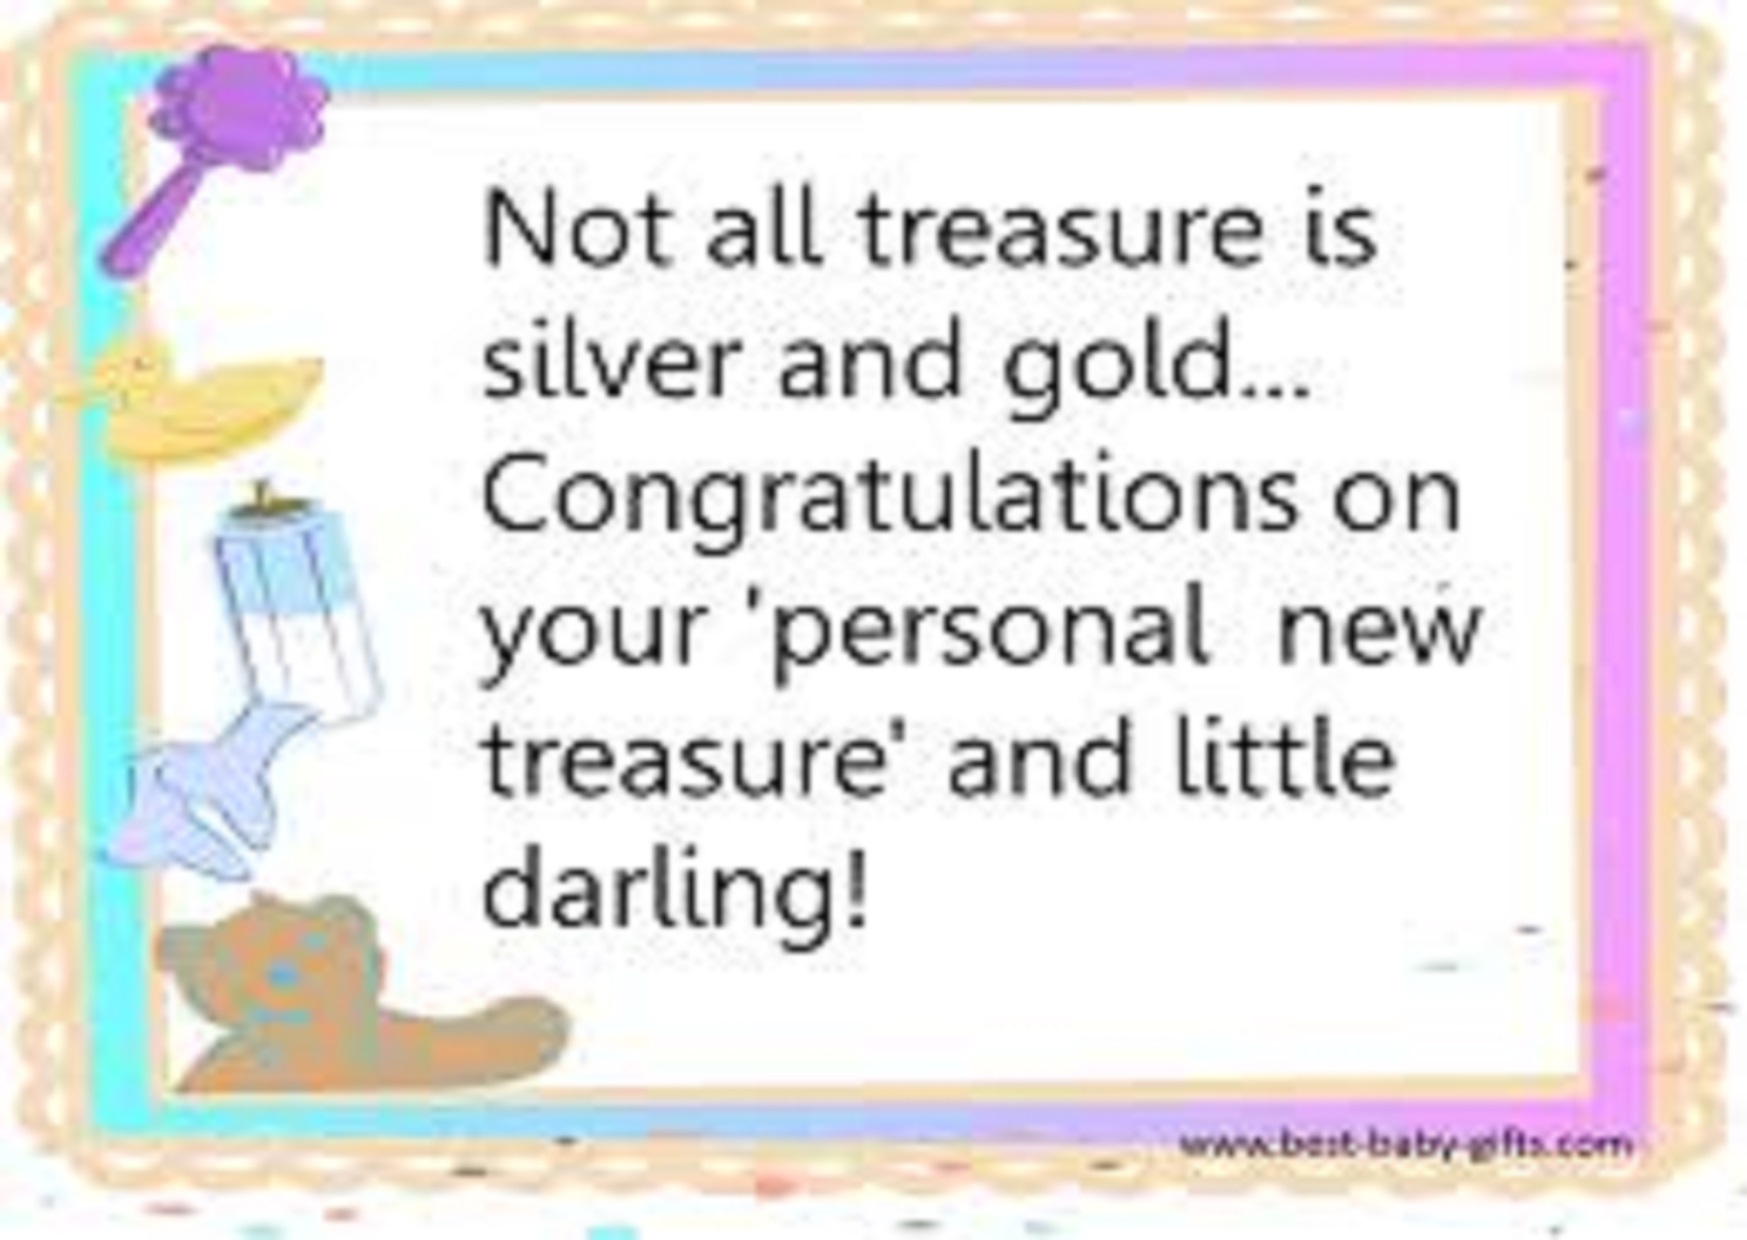 Not all treasure is
silver and gold...
Congratulations on
your 'personal  new
treasure' and little
darling!
www.best-baby-gifts.com